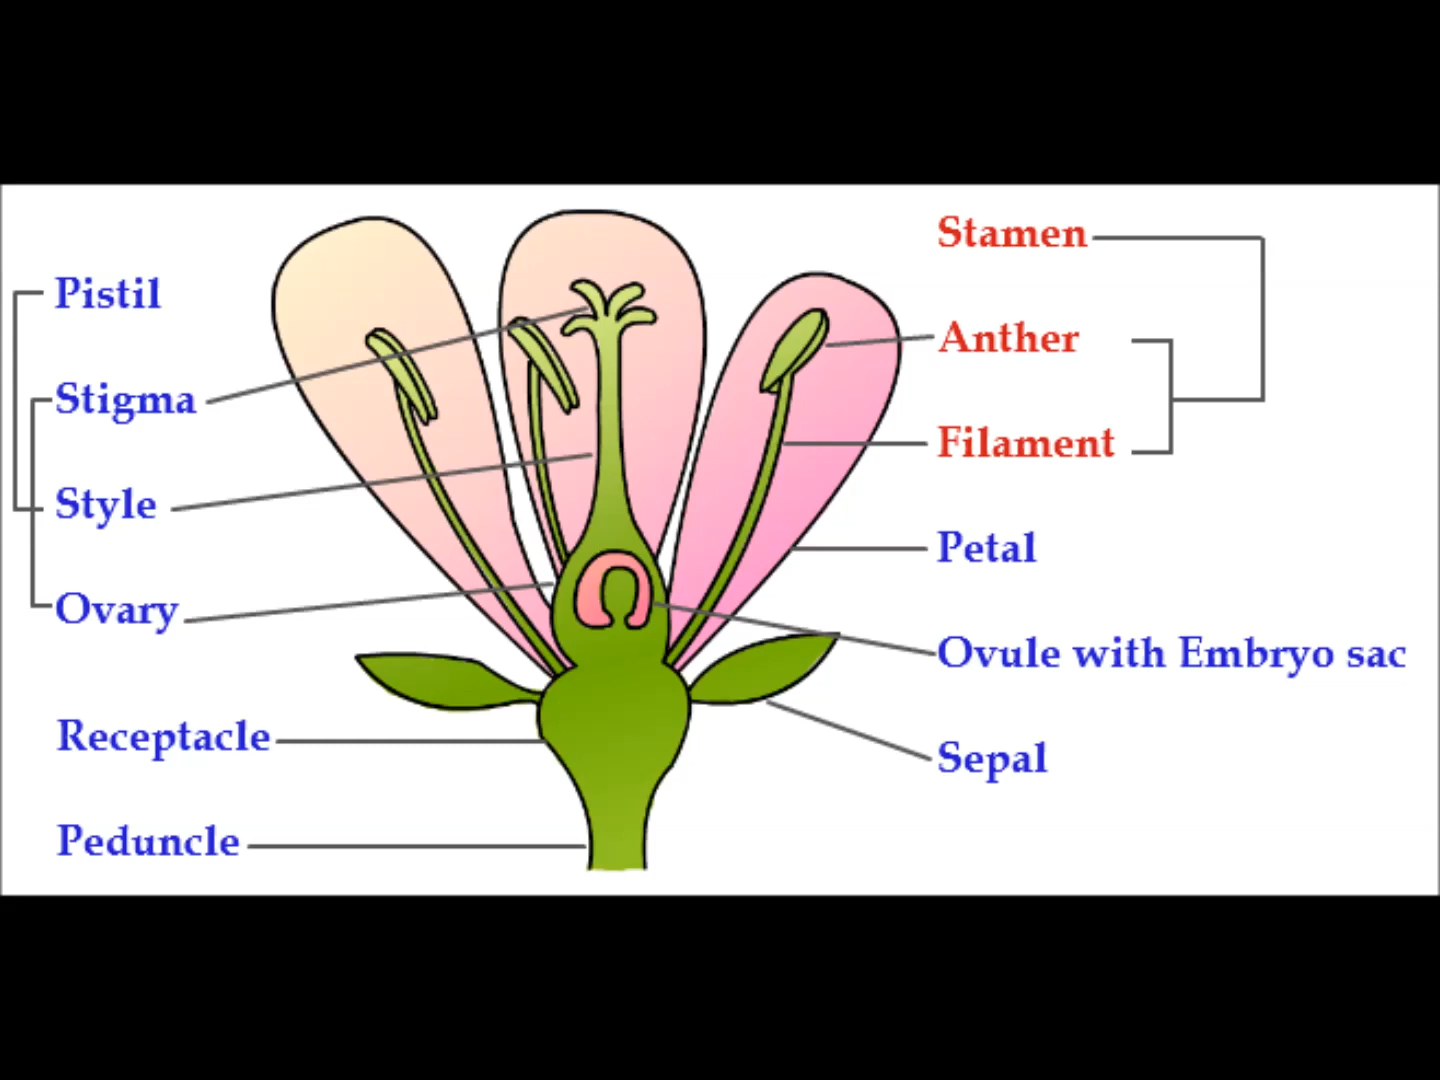 Pistil
Stigma
Style
Ovary
Receptacle
Peduncle
Stamen
Anther
Filament
Petal
Ovule with Embryo sac
Sepal